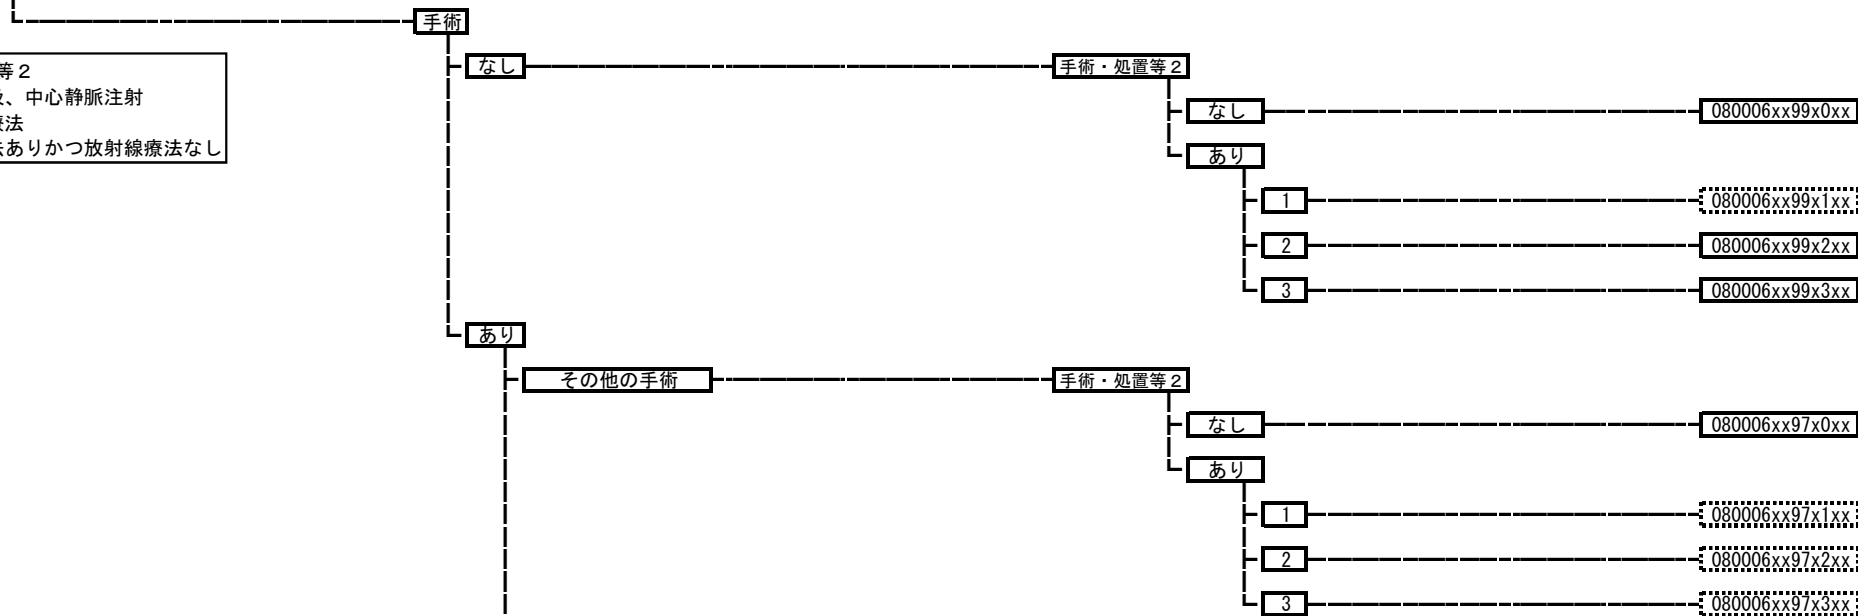 手術
なし
手術・処置等２
等２
、中心静脈注射
療法
ありかつ放射線療法なし
なし
080006xx99x0xx
あり
1
080006xx99x1xx
2
080006xx99x2xx
3
080006xx99x3xx
あり
その他の手術
手術・処置等２
なし
080006xx97x0xx
あり
1
080006xx97x1xx
2
080006xx97x2xx
3
080006xx97x3xx